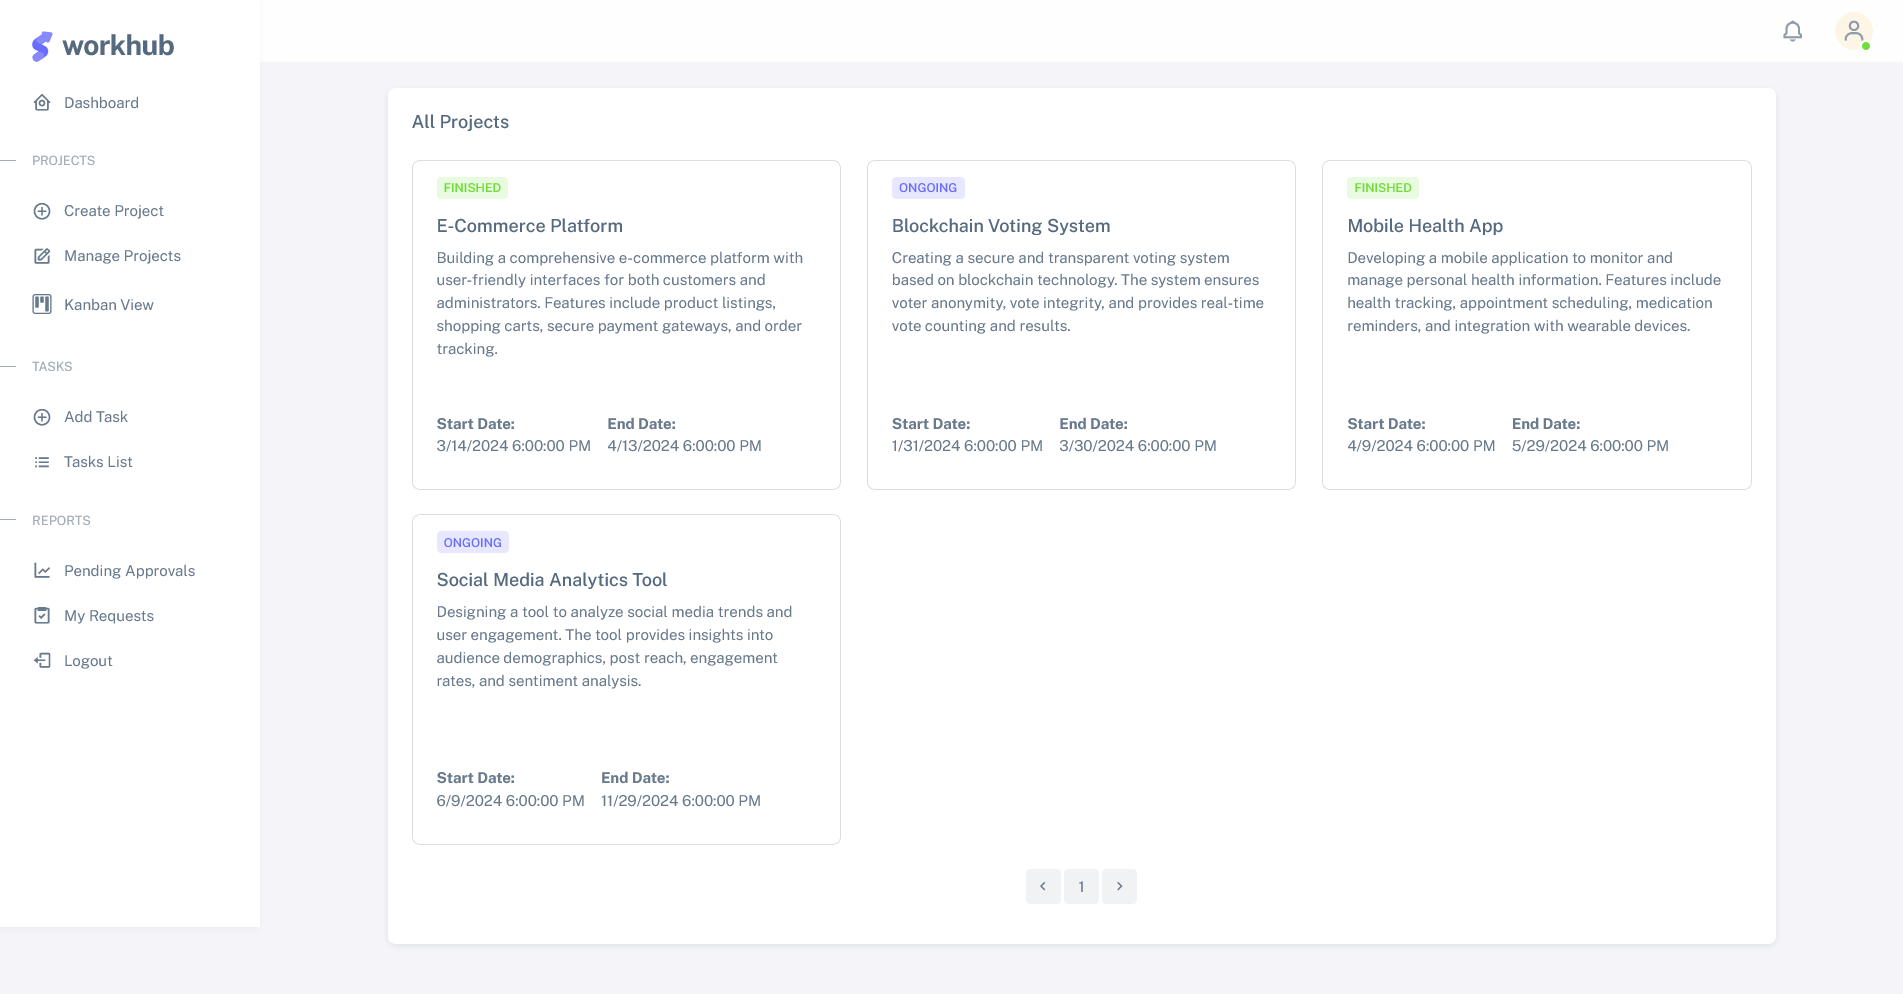 workhub
Dashboard
PROJECTS
Create Project
Manage Projects
Kanban View
TASKS
Add Task
Tasks List
REPORTS
Pending Approvals
My Requests
Logout
All Projects
FINISHED
E-Commerce Platform
Building a comprehensive e-commerce platform with
user-friendly interfaces for both customers and
administrators. Features include product listings,
shopping carts, secure payment gateways, and order
tracking.
Start Date: End Date:
3/14/2024 6:00:00 PM 4/13/2024 6:00:00 PM
ONGOING
Blockchain Voting System
Creating a secure and transparent voting system
based on blockchain technology. The system ensures
voter anonymity, vote integrity, and provides real-time
vote counting and results.
Start Date: End Date:
1/31/2024 6:00:00 PM 3/30/2024 6:00:00 PM
FINISHED
Mobile Health App
Developing a mobile application to monitor and
manage personal health information. Features include
health tracking, appointment scheduling, medication
reminders, and integration with wearable devices.
Start Date: End Date:
4/9/2024 6:00:00 PM 5/29/2024 6:00:00 PM
ONGOING
Social Media Analytics Tool
Designing a tool to analyze social media trends and
user engagement. The tool provides insights into
audience demographics, post reach, engagement
rates, and sentiment analysis.
Start Date: End Date:
6/9/2024 6:00:00 PM 11/29/2024 6:00:00 PM
1